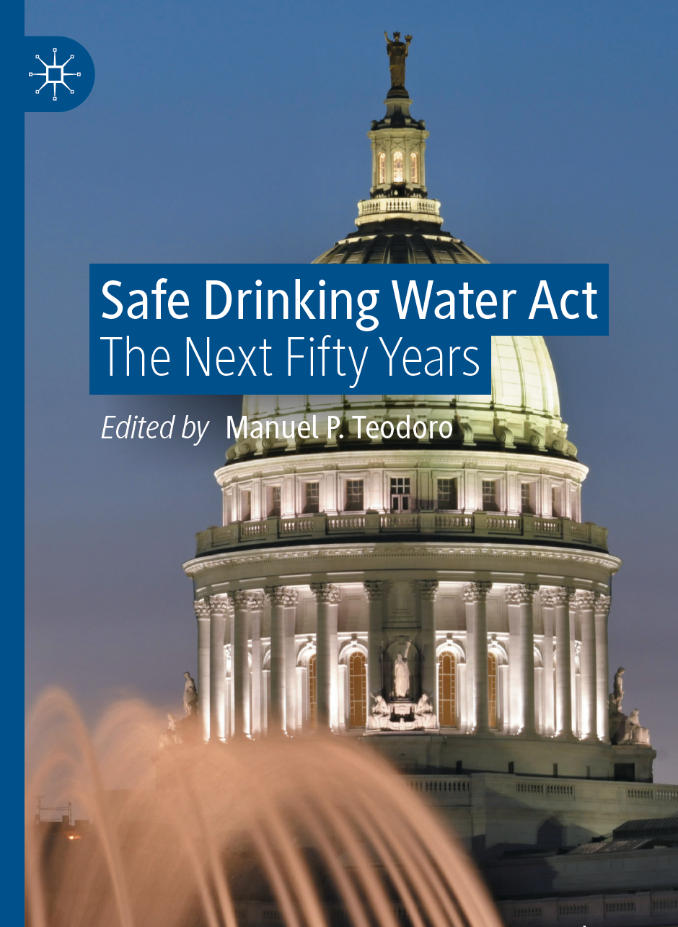 Safe Drinking Water Act
The Next Fifty Years
Edited by Manuel P. Teodoro